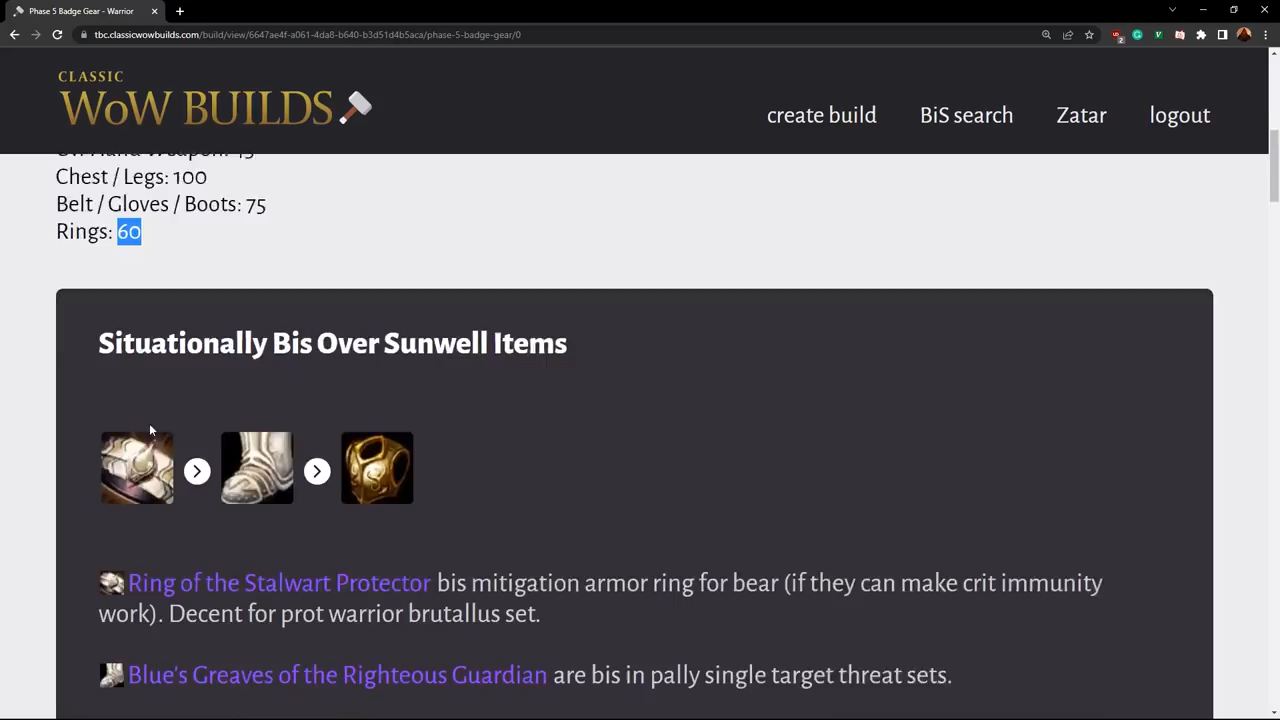 Phase 5 Badge Gear - Warrior
tbc.classicwowbuilds.com/build/view/6647ae4f-a061-4da8-b640-b3d51d4b5aca/phase-5-badge-gear/0
CLASSIC
WoW BUILDS
create build
BiS search
Zatar
logout
Chest / Legs: 100
Belt / Gloves / Boots: 75
Rings: 60
Situationally Bis Over Sunwell Items
Ring of the Stalwart Protector bis mitigation armor ring for bear (if they can make crit immunity
work). Decent for prot warrior brutallus set.
Blue's Greaves of the Righteous Guardian are bis in pally single target threat sets.